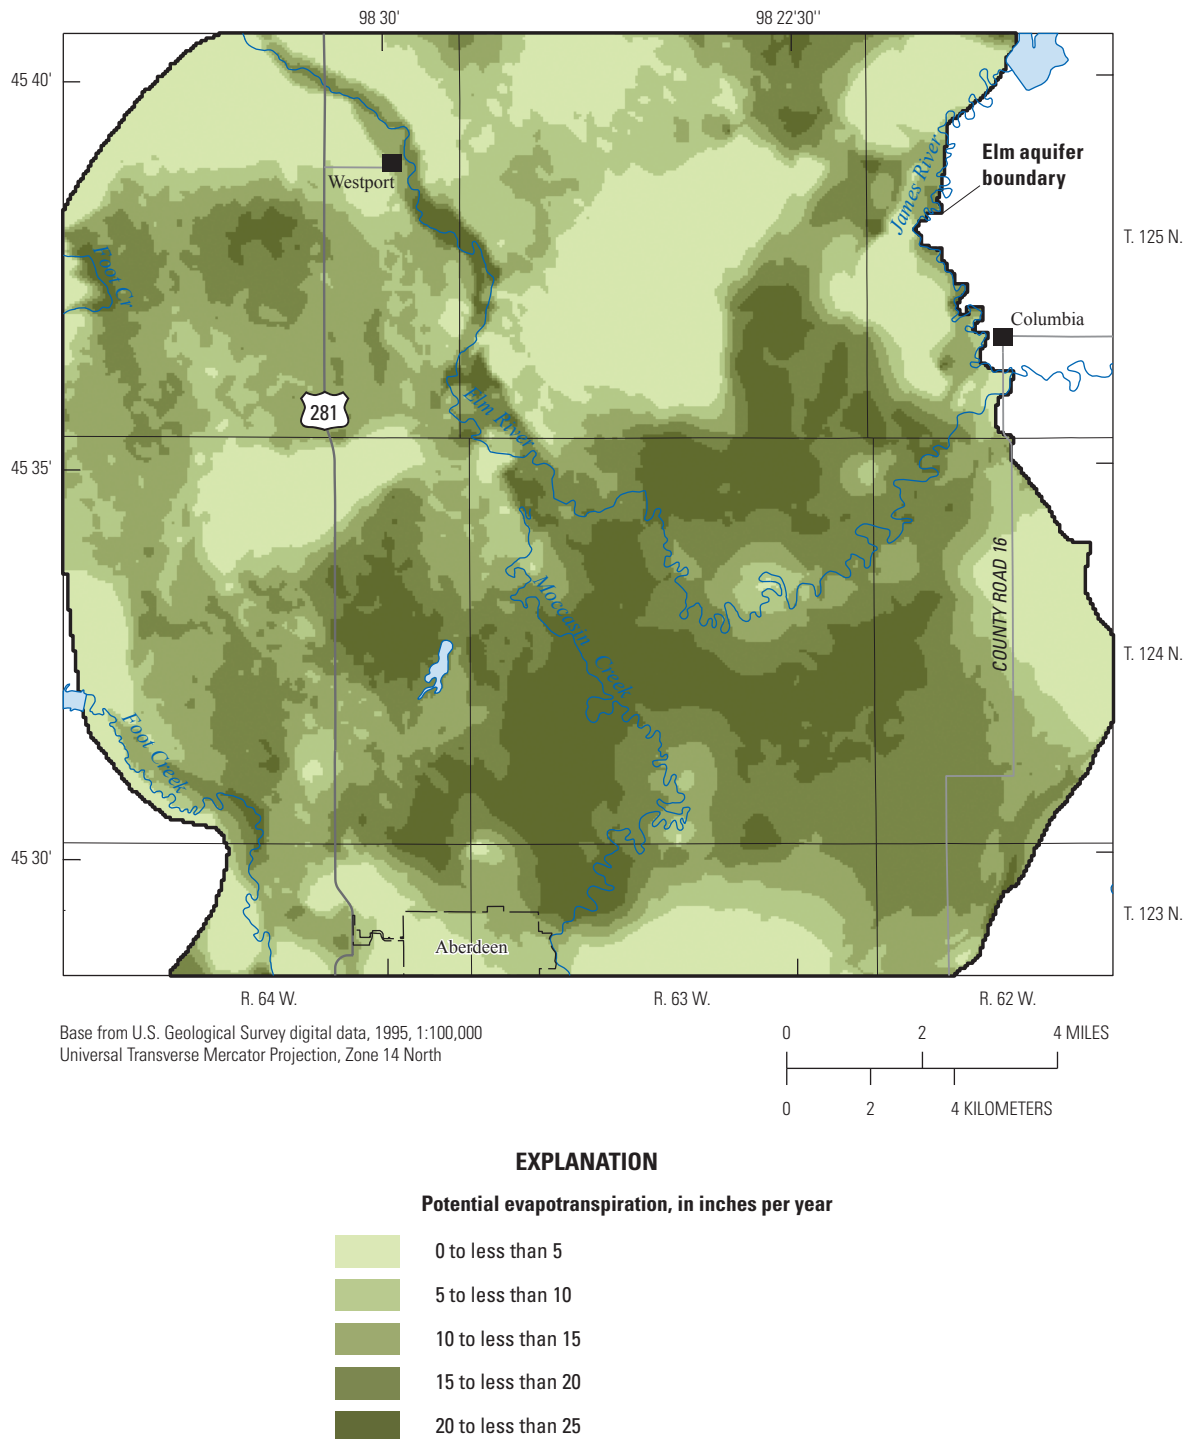 98 30'
98 22'30''
45 40'
Westport
James River
Elm aquifer
boundary
T. 125 N.
Foot Cr
Columbia
281
Elm River
45 35'
COUNTY ROAD 16
Moccasin Creek
T. 124 N.
Foot Creek
45 30'
T. 123 N.
Aberdeen
R. 64 W.
R. 63 W.
R. 62 W.
Base from U.S. Geological Survey digital data, 1995, 1:100,000
Universal Transverse Mercator Projection, Zone 14 North
0 2 4 MILES
0 2 4 KILOMETERS
EXPLANATION
Potential evapotranspiration, in inches per year
0 to less than 5
5 to less than 10
10 to less than 15
15 to less than 20
20 to less than 25